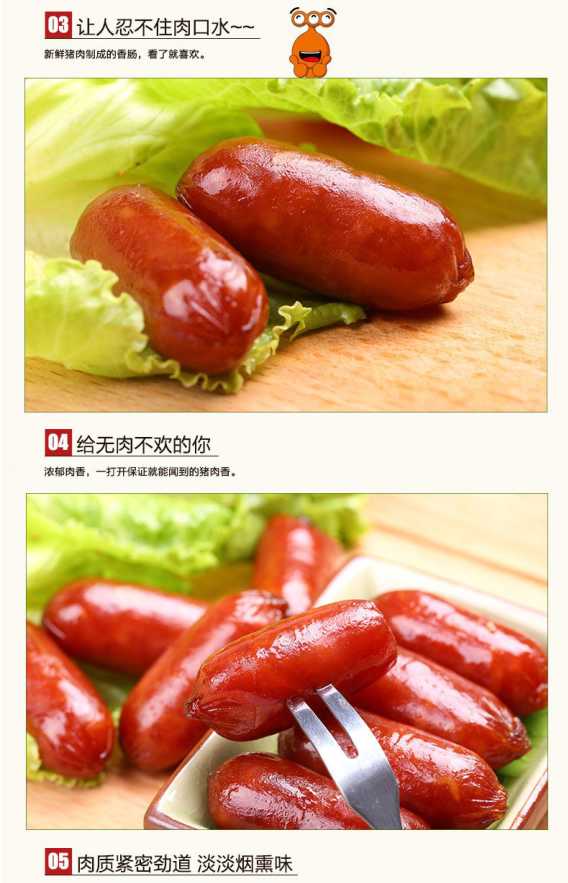 03 让人忍不住肉口水~~
新鲜猪肉制成的香肠，看了就喜欢。
04 给无肉不欢的你
浓郁肉香，一打开保证就能闻到的猪肉香。
05 肉质紧密劲道 淡淡烟熏味